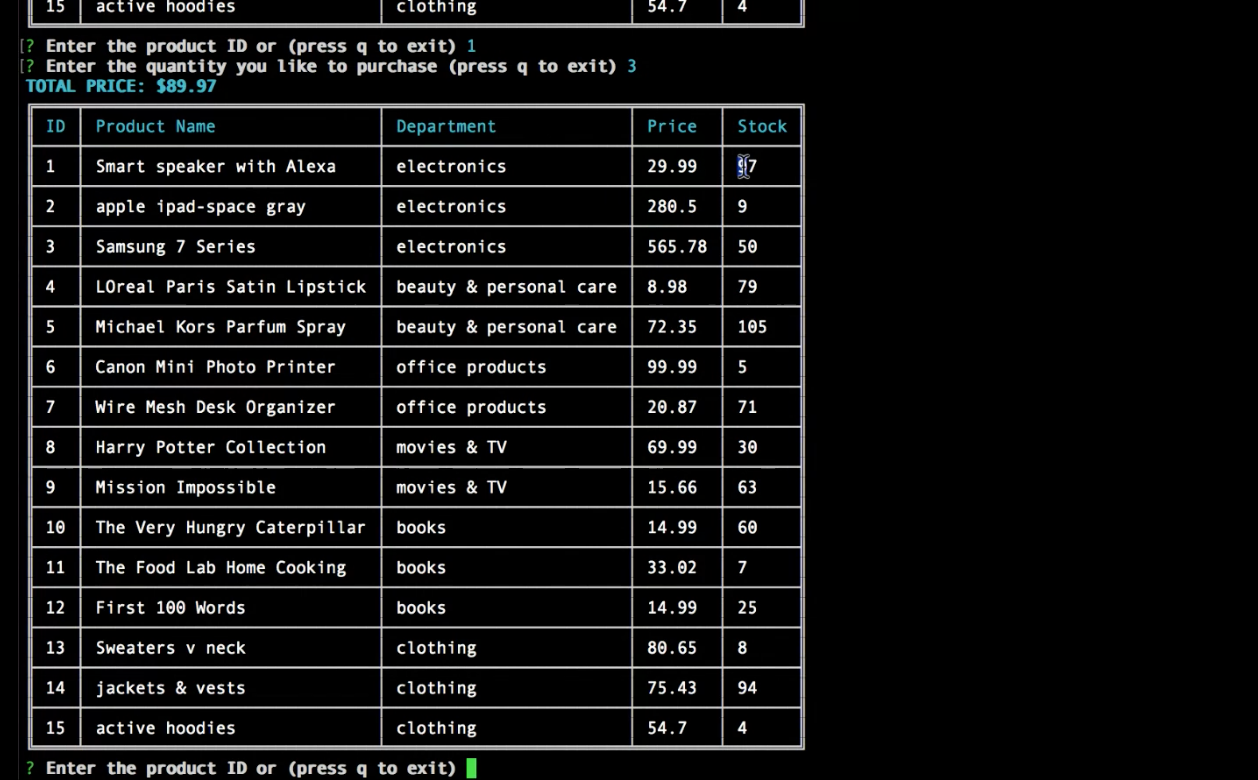 15 active hoodies clothing 54.7 4
[? Enter the product ID or (press q to exit) 1
[? Enter the quantity you like to purchase (press q to exit) 3
TOTAL PRICE: $89.97
ID Product Name Department Price Stock
1 Smart speaker with Alexa electronics 29.99 97
2 apple ipad-space gray electronics 280.5 9
3 Samsung 7 Series electronics 565.78 50
4 LOreal Paris Satin Lipstick beauty & personal care 8.98 79
5 Michael Kors Parfum Spray beauty & personal care 72.35 105
6 Canon Mini Photo Printer office products 99.99 5
7 Wire Mesh Desk Organizer office products 20.87 71
8 Harry Potter Collection movies & TV 69.99 30
9 Mission Impossible movies & TV 15.66 63
10 The Very Hungry Caterpillar books 14.99 60
11 The Food Lab Home Cooking books 33.02 7
12 First 100 Words books 14.99 25
13 Sweaters v neck clothing 80.65 8
14 jackets & vests clothing 75.43 94
15 active hoodies clothing 54.7 4
? Enter the product ID or (press q to exit)